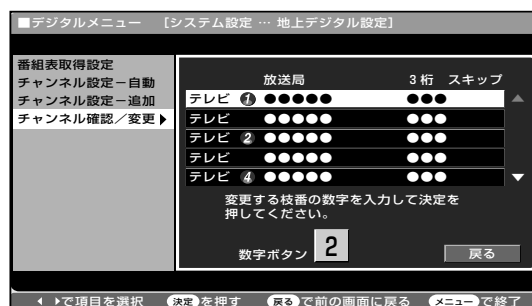 ■デジタルメニュー [システム設定 … 地上デジタル設定]
番組表取得設定
チャンネル設定－自動
チャンネル設定－追加
チャンネル確認／変更▶
放送局 3桁 スキップ
テレビ 1 ●●●●● ●●● ▲
テレビ ●●●●● ●●●
テレビ 2 ●●●●● ●●●
テレビ ●●●●● ●●●
テレビ 4 ●●●●● ●●● ▼
変更する枝番の数字を入力して決定を
押してください。
数字ボタン 2
戻る
◀ ▶で項目を選択 決定を押す 戻るで前の画面に戻る メニューで終了